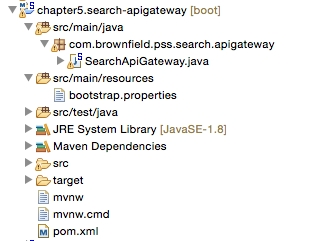 chapter5.search-apigateway [boot]
src/main/java
com.brownfield.pss.search.apigateway
SearchApiGateway.java
src/main/resources
bootstrap.properties
src/test/java
JRE System Library [JavaSE-1.8]
Maven Dependencies
src
target
mvnw
mvnw.cmd
pom.xml